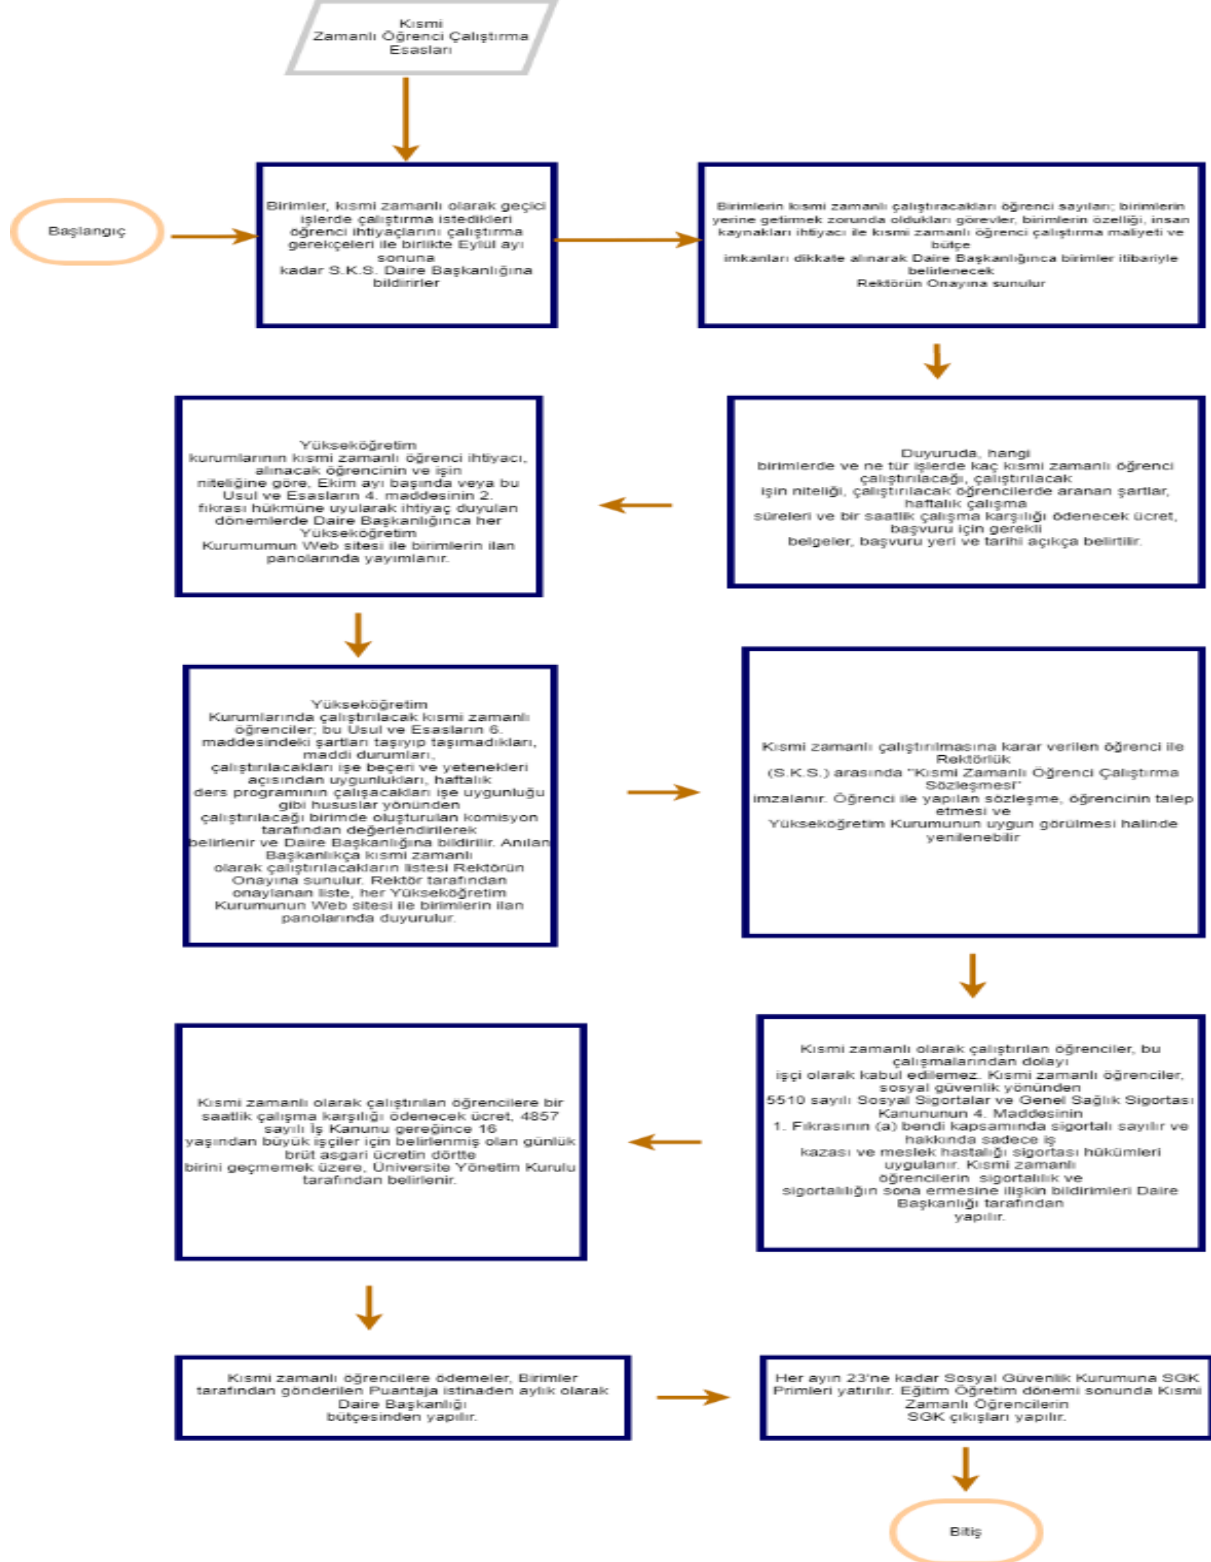 Kısmi
Zamanlı Öğrenci Çalıştırma
Esasları
Başlangıç
Birimler, kısmi zamanlı olarak geçici
işlerde çalıştırma istedikleri
öğrenci ihtiyaçlarını çalıştırma
gerekçeleri ile birlikte Eylül ayı
sonuna
kadar S.K.S. Daire Başkanlığına
bildirirler
Birimlerin kısmi zamanlı çalıştıracakları öğrenci sayıları; birimlerin
yerine getirmek zorunda oldukları görevler, birimlerin özelliği, insan
kaynakları ihtiyacı ile kısmi zamanlı öğrenci çalıştırma maliyeti ve
bütçe
imkanları dikkate alınarak Daire Başkanlığınca birimler itibariyle
belirlenecek
Rektörün Onayına sunulur
Duyuruda, hangi
birimlerde ve ne tür işlerde kaç kısmi zamanlı öğrenci
çalıştırılacağı, çalıştırılacak
işin niteliği, çalıştırılacak öğrencilerde aranan şartlar,
haftalık çalışma
süreleri ve bir saatlik çalışma karşılığı ödenecek ücret,
başvuru için gerekli
belgeler, başvuru yeri ve tarihi açıkça belirtilir.
Yükseköğretim
kurumlarının kısmi zamanlı öğrenci ihtiyacı,
alınacak öğrencinin ve işin
niteliğine göre, Ekim ayı başında veya bu
Usul ve Esasların 4. maddesinin 2.
fıkrası hükmüne uyularak ihtiyaç duyulan
dönemlerde Daire Başkanlığınca her
Yükseköğretim
Kurumumun Web sitesi ile birimlerin ilan
panolarında yayımlanır.
Yükseköğretim
Kurumlarında çalıştırılacak kısmi zamanlı
öğrenciler; bu Usul ve Esasların 6.
maddesindeki şartları taşıyıp taşımadıkları,
maddi durumları,
çalıştırılacakları işe beçeri ve yetenekleri
açısından uygunlukları, haftalık
ders programının çalışacakları işe uygunluğu
gibi hususlar yönünden
çalıştırılacağı birimde oluşturulan komisyon
tarafından değerlendirilerek
belirlenir ve Daire Başkanlığına bildirilir. Anılan
Başkanlıkça kısmi zamanlı
olarak çalıştırılacakların listesi Rektörün
Onayına sunulur. Rektör tarafından
onaylanan liste, her Yükseköğretim
Kurumunun Web sitesi ile birimlerin ilan
panolarında duyurulur.
Kısmi zamanlı çalıştırılmasına karar verilen öğrenci ile
Rektörlük
(S.K.S.) arasında "Kısmi Zamanlı Öğrenci Çalıştırma
Sözleşmesi"
imzalanır. Öğrenci ile yapılan sözleşme, öğrencinin talep
etmesi ve
Yükseköğretim Kurumunun uygun görülmesi halinde
yenilenebilir
Kısmi zamanlı olarak çalıştırılan öğrenciler, bu
çalışmalarından dolayı
işçi olarak kabul edilemez. Kısmi zamanlı öğrenciler,
sosyal güvenlik yönünden
5510 sayılı Sosyal Sigortalar ve Genel Sağlık Sigortası
Kanununun 4. Maddesinin
1. Fıkrasının (a) bendi kapsamında sigortalı sayılır ve
hakkında sadece iş
kazası ve meslek hastalığı sigortası hükümleri
uygulanır. Kısmi zamanlı
öğrencilerin sigortalılık ve
sigortalılığın sona ermesine ilişkin bildirimleri Daire
Başkanlığı tarafından
yapılır.
Kısmi zamanlı olarak çalıştırılan öğrencilere bir
saatlik çalışma karşılığı ödenecek ücret, 4857
sayılı İş Kanunu gereğince 16
yaşından büyük işçiler için belirlenmiş olan günlük
brüt asgari ücretin dörtte
birini geçmemek üzere, Üniversite Yönetim Kurulu
tarafından belirlenir.
Kısmi zamanlı öğrencilere ödemeler, Birimler
tarafından gönderilen Puantaja istinaden aylık olarak
Daire Başkanlığı
bütçesinden yapılır.
Her ayın 23'ne kadar Sosyal Güvenlik Kurumuna SGK
Primleri yatırılır. Eğitim Öğretim dönemi sonunda Kısmi
Zamanlı Öğrencilerin
SGK çıkışları yapılır.
Bitiş